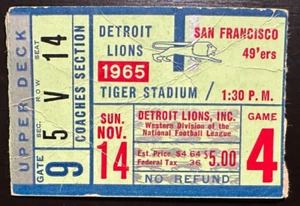 UPPER DECK
GATE SEC. ROW SEAT
9 5 V 14
COACHES SECTION
DETROIT
LIONS
1965
SAN FRANCISCO
49'ers
TIGER STADIUM / 1:30 P.M.
SUN.
NOV.
14
DETROIT LIONS, INC.
Western Division of the
National Football League
Est. Price $4.64
Federal Tax 36
$5.00
NO REFUND
GAME
4